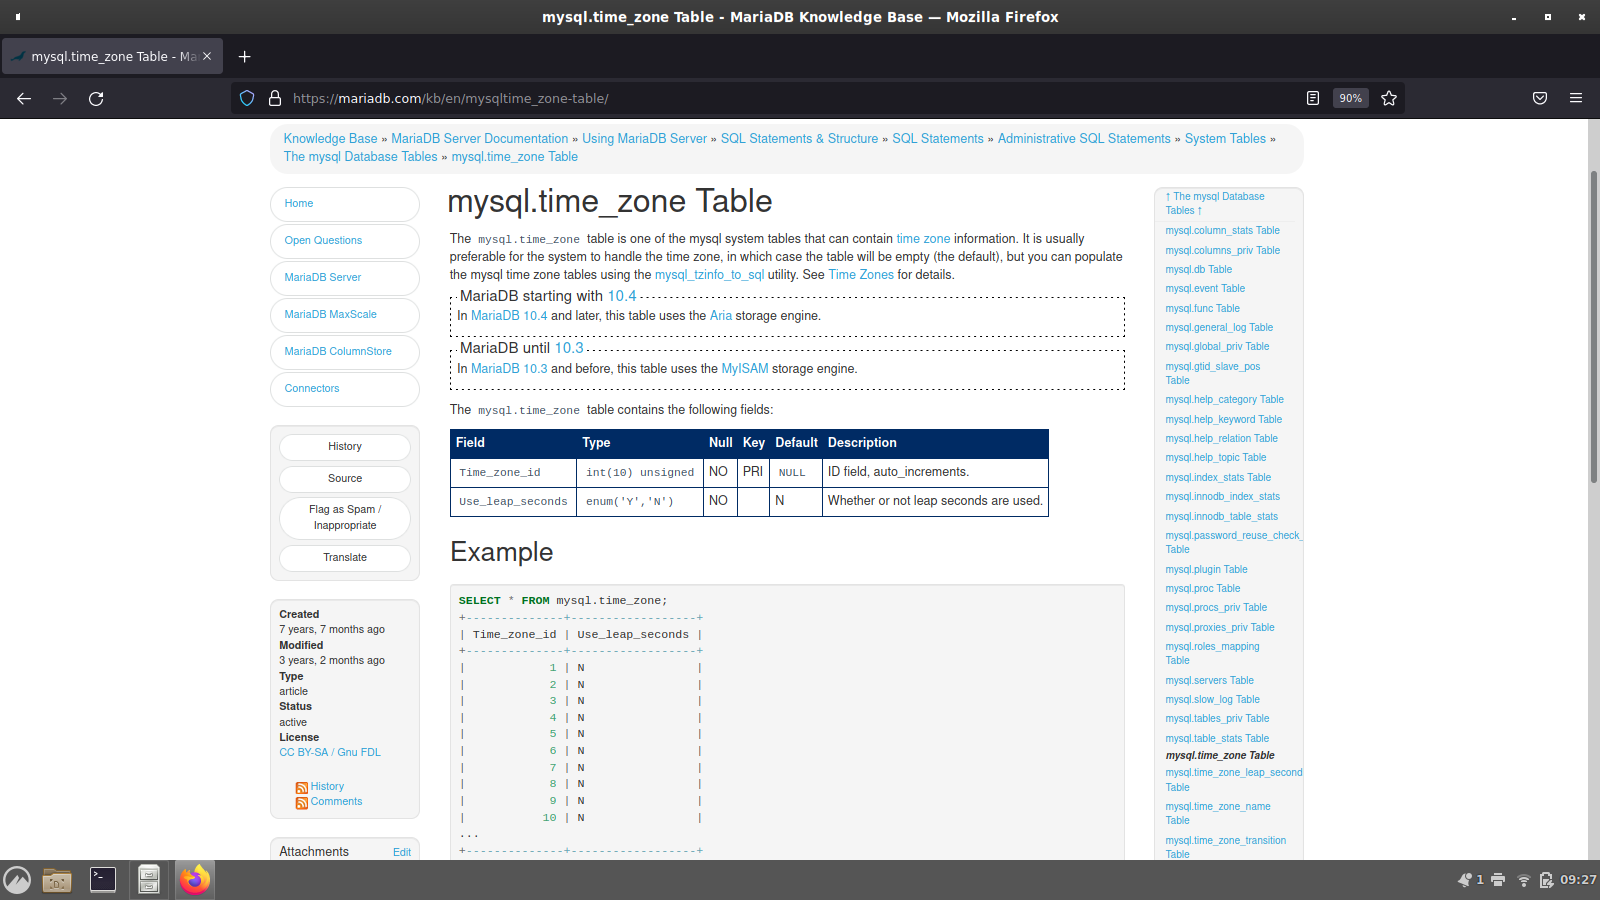 mysql.time_zone Table - MariaDB Knowledge Base — Mozilla Firefox
mysql.time_zone Table - Ma
https://mariadb.com/kb/en/mysqltime_zone-table/
90%
Knowledge Base » MariaDB Server Documentation » Using MariaDB Server » SQL Statements & Structure » SQL Statements » Administrative SQL Statements » System Tables »
The mysql Database Tables » mysql.time_zone Table
Home
Open Questions
MariaDB Server
MariaDB MaxScale
MariaDB ColumnStore
Connectors
History
Source
Flag as Spam /
Inappropriate
Translate
Created
7 years, 7 months ago
Modified
3 years, 2 months ago
Type
article
Status
active
License
CC BY-SA / Gnu FDL
History
Comments
Attachments Edit
mysql.time_zone Table
The mysql.time_zone table is one of the mysql system tables that can contain time zone information. It is usually
preferable for the system to handle the time zone, in which case the table will be empty (the default), but you can populate
the mysql time zone tables using the mysql_tzinfo_to_sql utility. See Time Zones for details.
MariaDB starting with 10.4
In MariaDB 10.4 and later, this table uses the Aria storage engine.
MariaDB until 10.3
In MariaDB 10.3 and before, this table uses the MyISAM storage engine.
The mysql.time_zone table contains the following fields:
Field Type Null Key Default Description
Time_zone_id int(10) unsigned NO PRI NULL ID field, auto_increments.
Use_leap_seconds enum('Y','N') NO N Whether or not leap seconds are used.
Example
SELECT * FROM mysql.time_zone;
+--------------+------------------+
| Time_zone_id | Use_leap_seconds |
+--------------+------------------+
|            1 | N                |
|            2 | N                |
|            3 | N                |
|            4 | N                |
|            5 | N                |
|            6 | N                |
|            7 | N                |
|            8 | N                |
|            9 | N                |
|           10 | N                |
...
+--------------+------------------+
↑ The mysql Database
Tables ↑
mysql.column_stats Table
mysql.columns_priv Table
mysql.db Table
mysql.event Table
mysql.func Table
mysql.general_log Table
mysql.global_priv Table
mysql.gtid_slave_pos
Table
mysql.help_category Table
mysql.help_keyword Table
mysql.help_relation Table
mysql.help_topic Table
mysql.index_stats Table
mysql.innodb_index_stats
mysql.innodb_table_stats
mysql.password_reuse_check_
Table
mysql.plugin Table
mysql.proc Table
mysql.procs_priv Table
mysql.proxies_priv Table
mysql.roles_mapping
Table
mysql.servers Table
mysql.slow_log Table
mysql.tables_priv Table
mysql.table_stats Table
mysql.time_zone Table
mysql.time_zone_leap_second
Table
mysql.time_zone_name
Table
mysql.time_zone_transition
Table
1
09:27